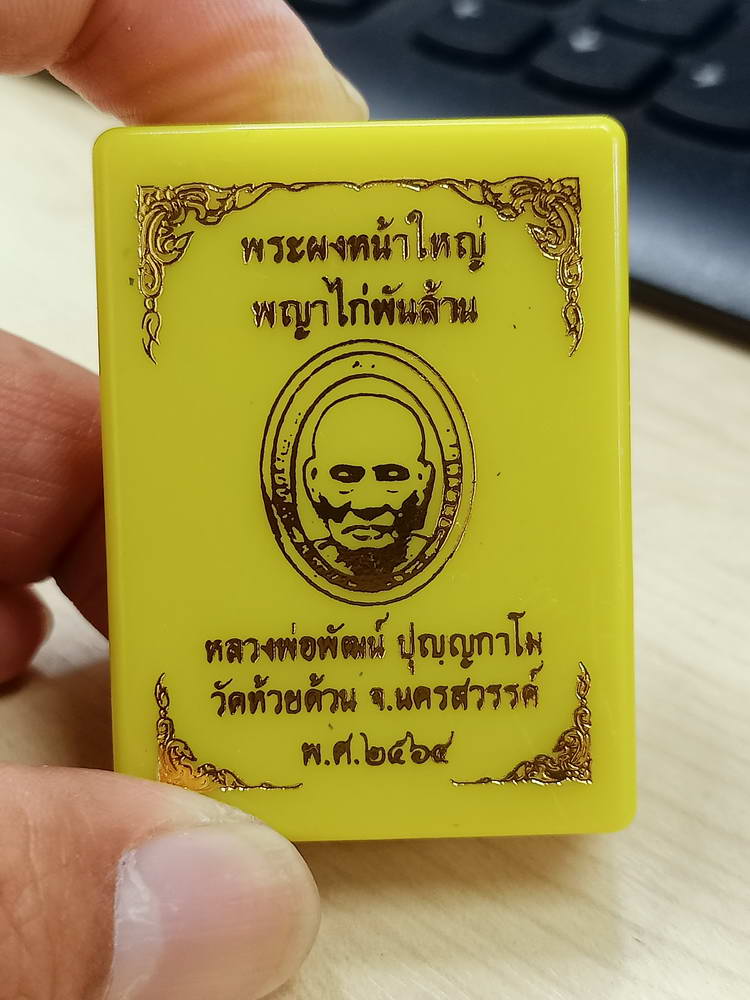 พระผงหน้าใหญ่
พญาไก่พันล้าน
หลวงพ่อพัฒน์ ปุญฺญกาโม
วัดห้วยด้วน จ.นครสวรรค์
พ.ศ.๒๕๖๔